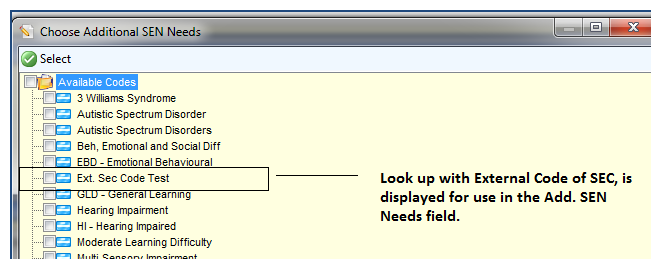 Choose Additional SEN Needs
Select
Available Codes
3 Williams Syndrome
Autistic Spectrum Disorder
Autistic Spectrum Disorders
Beh, Emotional and Social Diff
EBD - Emotional Behavioural
Ext. Sec Code Test
GLD - General Learning
Hearing Impairment
HI - Hearing Impaired
Moderate Learning Difficulty
Multi-Sensory Impairment
Look up with External Code of SEC, is
displayed for use in the Add. SEN
Needs field.